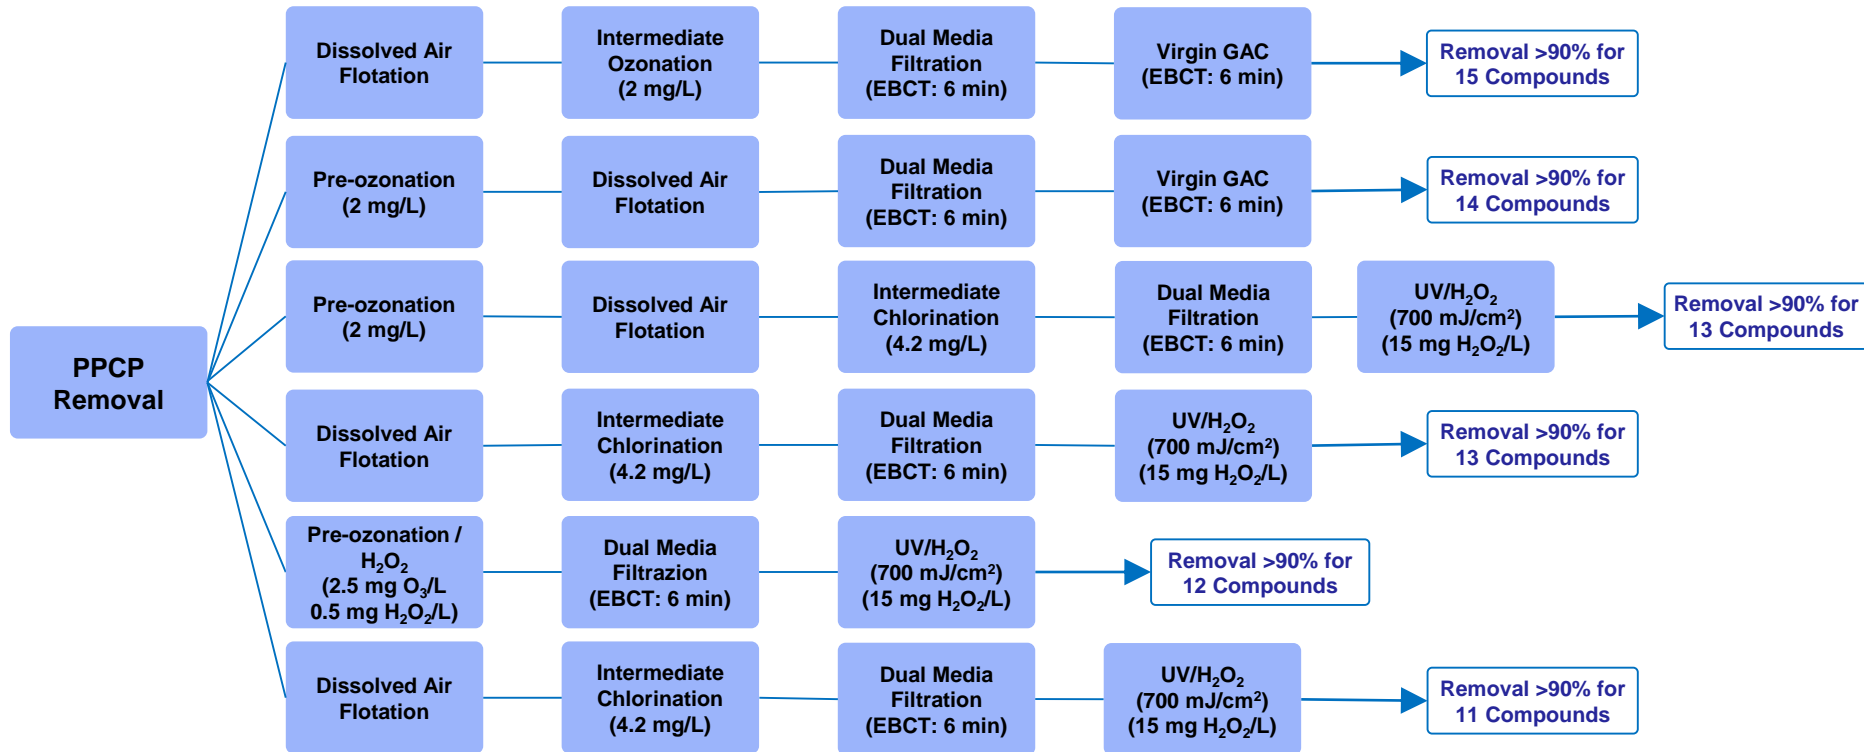 PPCP
Removal
Dissolved Air
Flotation
Intermediate
Ozonation
(2 mg/L)
Dual Media
Filtration
(EBCT: 6 min)
Virgin GAC
(EBCT: 6 min)
Removal >90% for
15 Compounds
Pre-ozonation
(2 mg/L)
Dissolved Air
Flotation
Dual Media
Filtration
(EBCT: 6 min)
Virgin GAC
(EBCT: 6 min)
Removal >90% for
14 Compounds
Pre-ozonation
(2 mg/L)
Dissolved Air
Flotation
Intermediate
Chlorination
(4.2 mg/L)
Dual Media
Filtration
(EBCT: 6 min)
UV/H₂O₂
(700 mJ/cm²)
(15 mg H₂O₂/L)
Removal >90% for
13 Compounds
Dissolved Air
Flotation
Intermediate
Chlorination
(4.2 mg/L)
Dual Media
Filtration
(EBCT: 6 min)
UV/H₂O₂
(700 mJ/cm²)
(15 mg H₂O₂/L)
Removal >90% for
13 Compounds
Pre-ozonation /
H₂O₂
(2.5 mg O₃/L
0.5 mg H₂O₂/L)
Dual Media
Filtrazion
(EBCT: 6 min)
UV/H₂O₂
(700 mJ/cm²)
(15 mg H₂O₂/L)
Removal >90% for
12 Compounds
Dissolved Air
Flotation
Intermediate
Chlorination
(4.2 mg/L)
Dual Media
Filtration
(EBCT: 6 min)
UV/H₂O₂
(700 mJ/cm²)
(15 mg H₂O₂/L)
Removal >90% for
11 Compounds